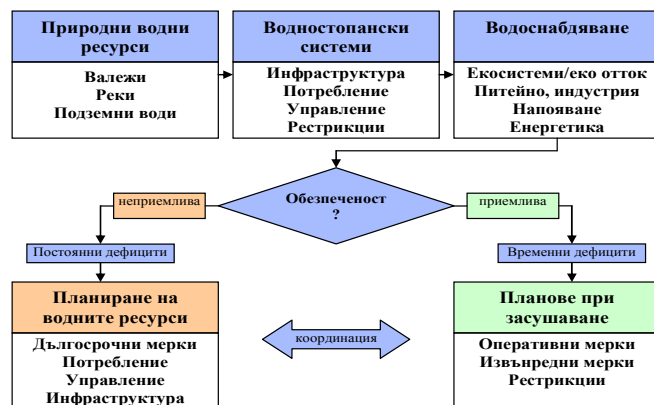 Природни водни
ресурси
Валежи
Реки
Подземни води
Водностопански
системи
Инфраструктура
Потребление
Управление
Рестрикции
Водоснабдяване
Екосистеми/еко отток
Питейно, индустрия
Напояване
Енергетика
неприемлива
Обезпеченост
?
приемлива
Постоянни дефицити
Временни дефицити
Планиране на
водните ресурси
Дългосрочни мерки
Потребление
Управление
Инфраструктура
координация
Планове при
засушаване
Оперативни мерки
Извънредни мерки
Рестрикции